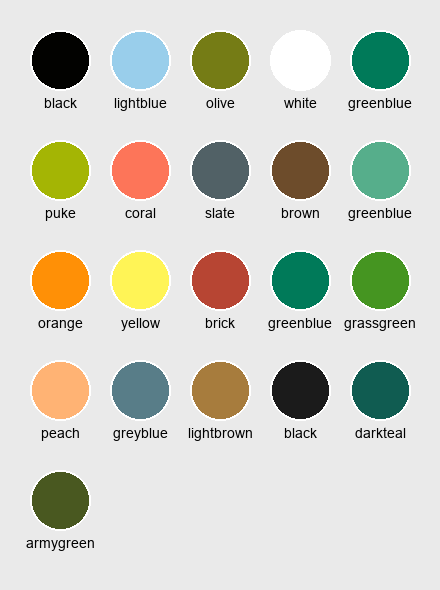 black lightblue olive white greenblue
puke coral slate brown greenblue
orange yellow brick greenblue grassgreen
peach greyblue lightbrown black darkteal
armygreen